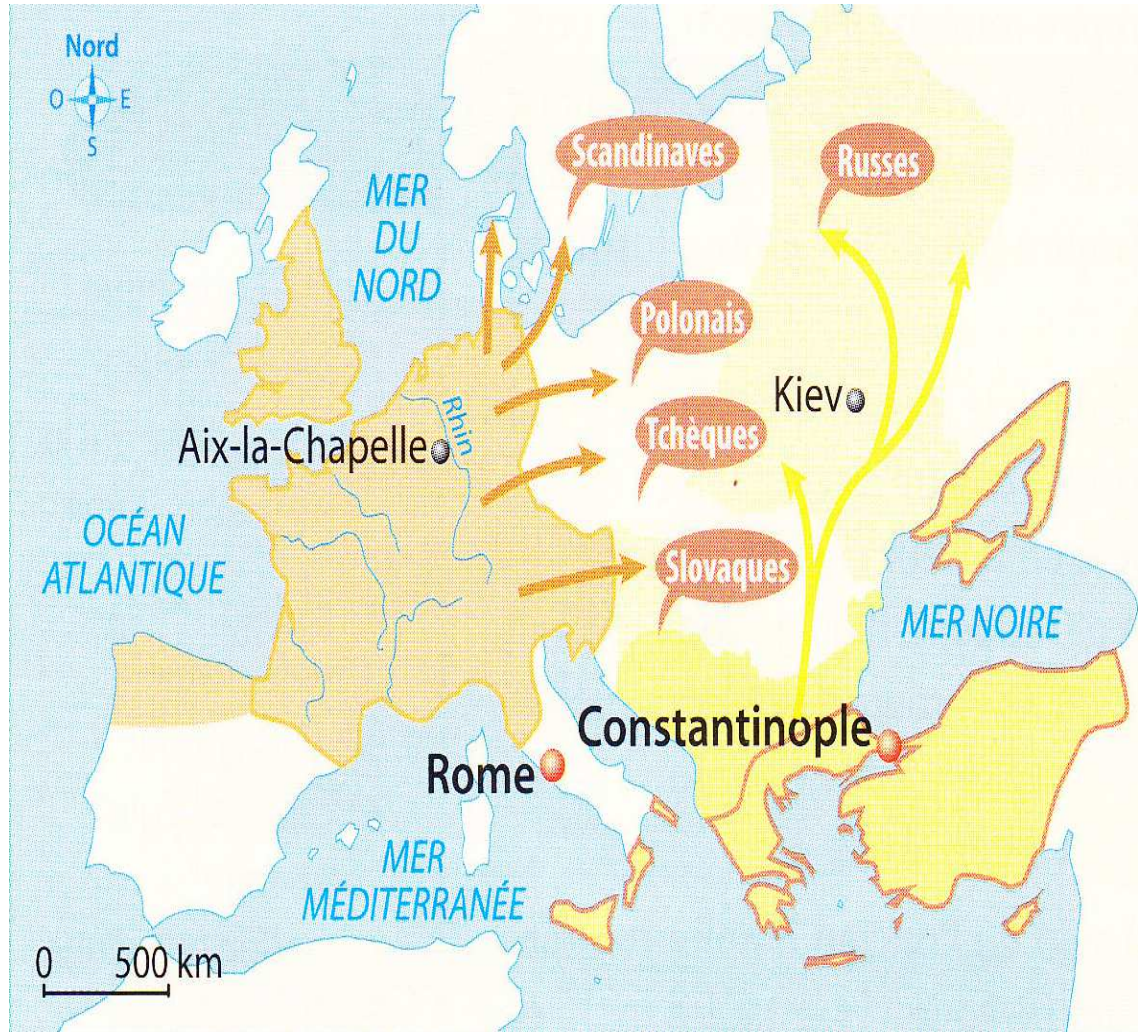 Nord
O E
S
Scandinaves
Russes
MER
DU
NORD
Polonais
Kiev
Rhin
Tchèques
Aix-la-Chapelle
OCÉAN
ATLANTIQUE
Slovaques
MER NOIRE
Constantinople
Rome
MER
MÉDITERRANÉE
0 500 km